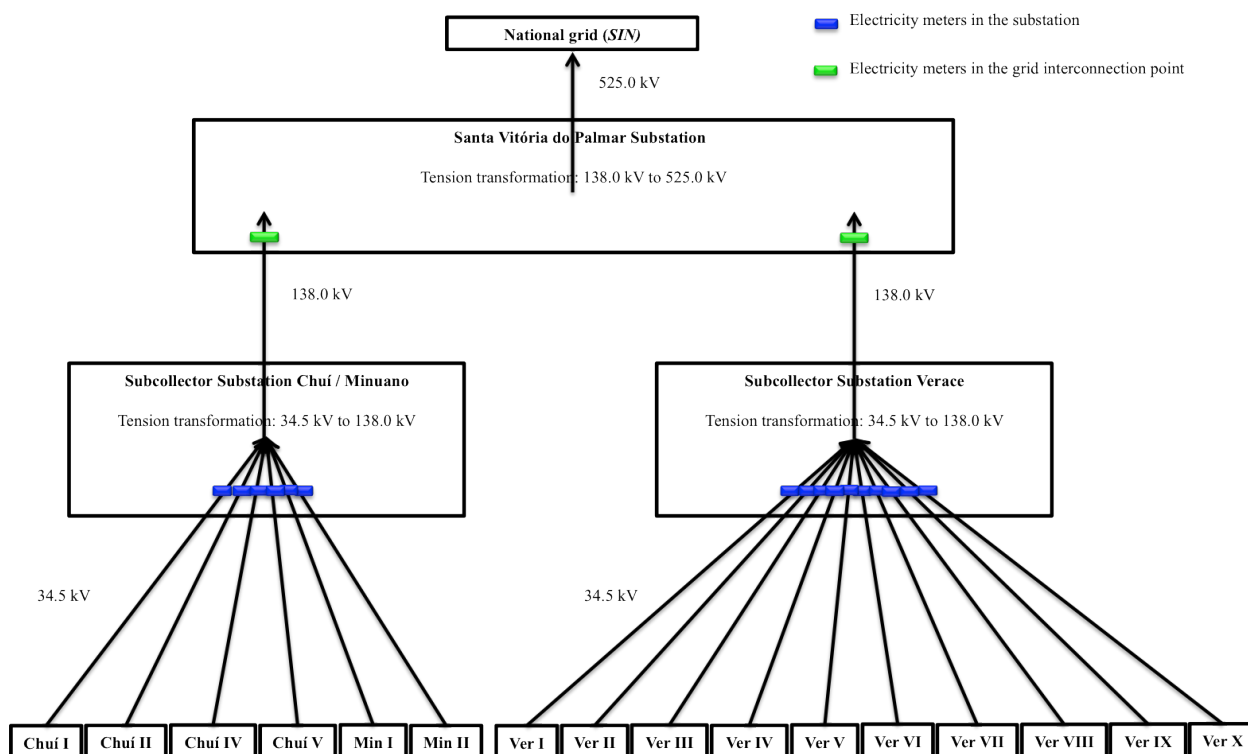 National grid (SIN)
Electricity meters in the substation
Electricity meters in the grid interconnection point
525.0 kV
Santa Vitória do Palmar Substation
Tension transformation: 138.0 kV to 525.0 kV
138.0 kV
138.0 kV
Subcollector Substation Chuí / Minuano
Tension transformation: 34.5 kV to 138.0 kV
Subcollector Substation Verace
Tension transformation: 34.5 kV to 138.0 kV
34.5 kV
34.5 kV
Chuí I
Chuí II
Chuí IV
Chuí V
Min I
Min II
Ver I
Ver II
Ver III
Ver IV
Ver V
Ver VI
Ver VII
Ver VIII
Ver IX
Ver X